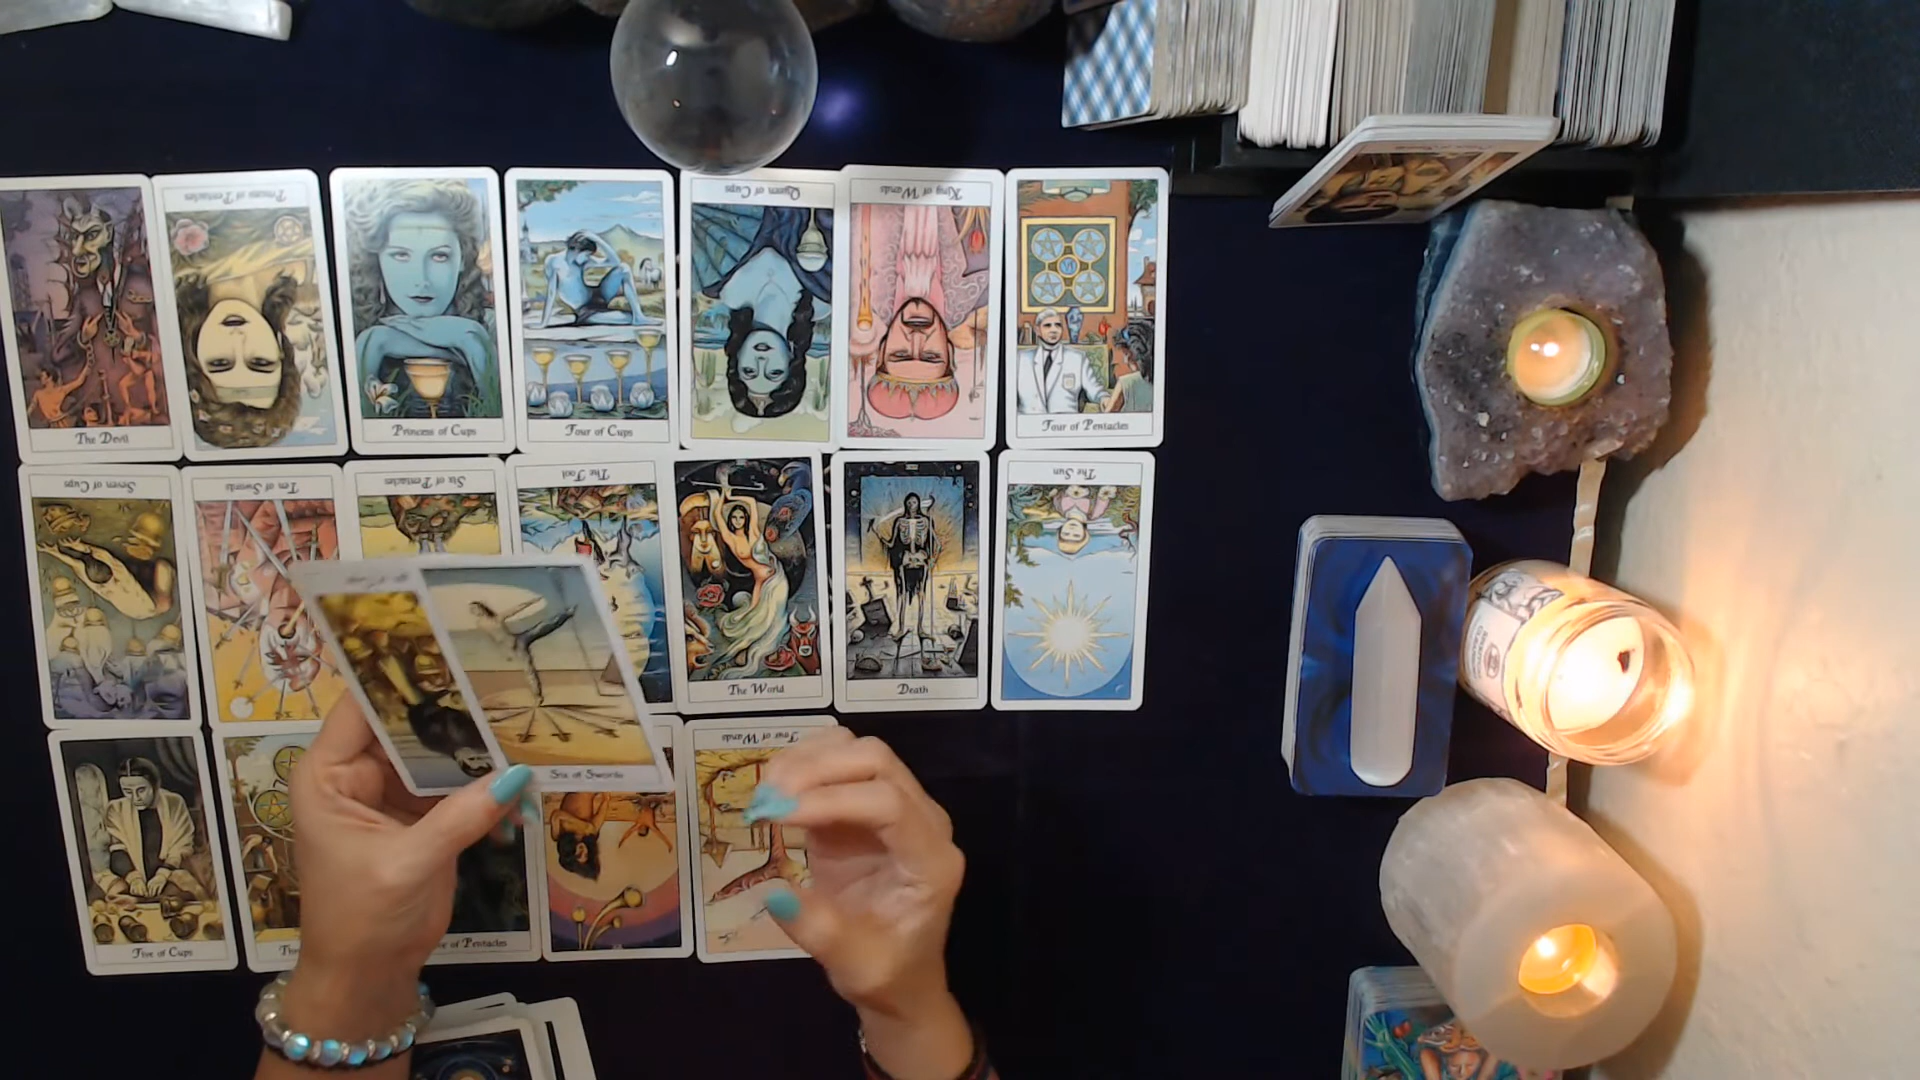 The Devil
Princess of Pentacles
Princess of Cups
Four of Cups
Queen of Cups
King of Wands
Four of Pentacles
Seven of Cups
Ten of Swords
Six of Pentacles
The Fool
The World
Death
The Sun
Six of Swords
Five of Cups
of Pentacles
Four of Wands